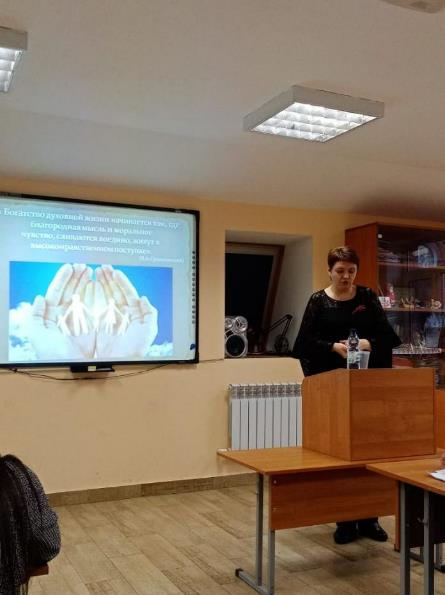 Богатство духовной жизни начинается там, где
благородная мысль и моральное
чувство, сливаются воедино, живут в
высоконравственном поступке».